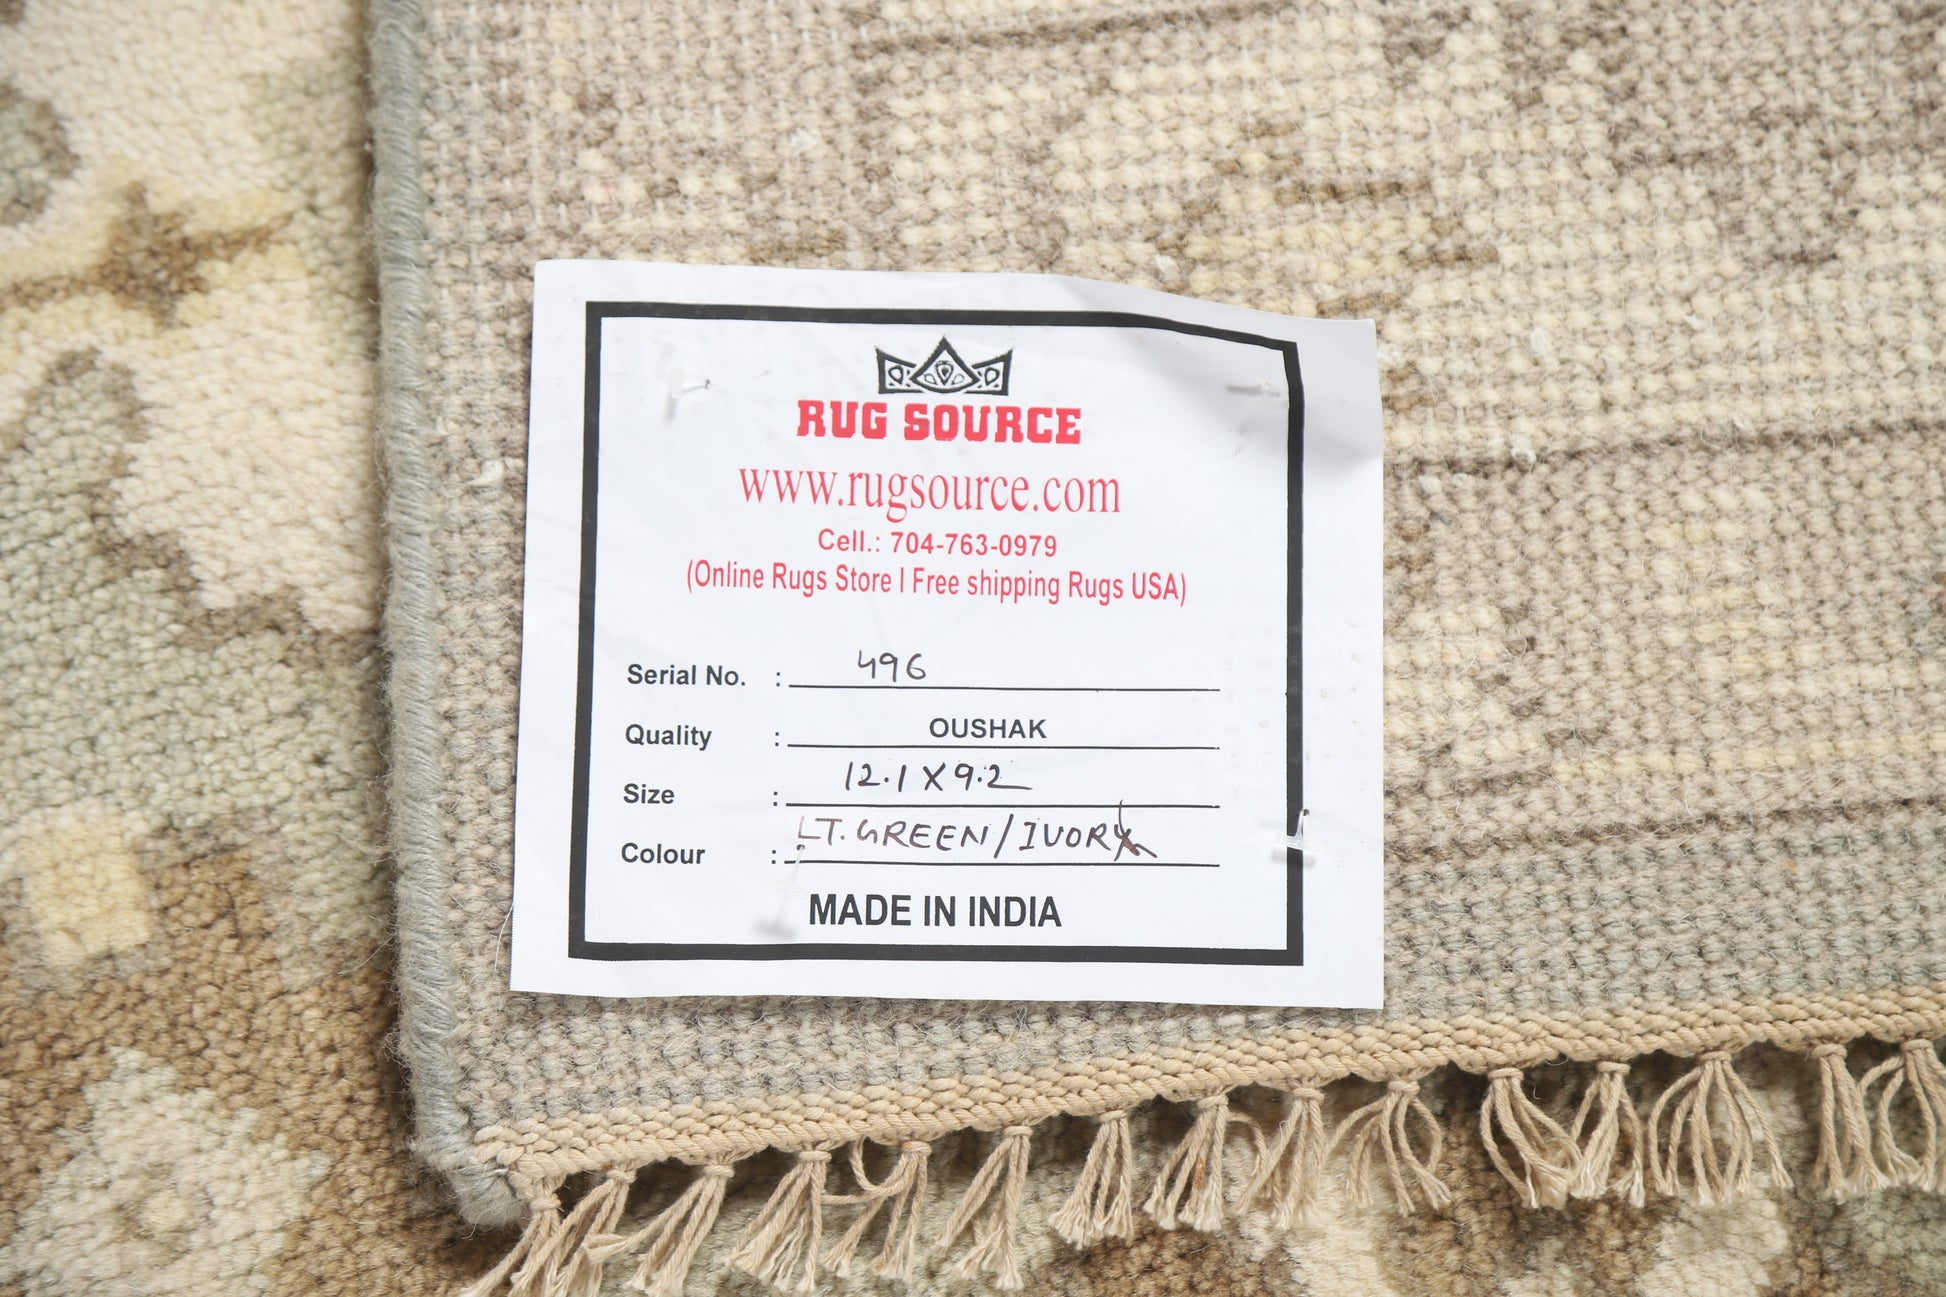 RUG SOURCE
www.rugsource.com
Cell.: 704-763-0979
(Online Rugs Store I Free shipping Rugs USA)
Serial No. : 496
Quality : OUSHAK
Size : 12.1 X 9.2
Colour : LT. GREEN/IVORY
MADE IN INDIA